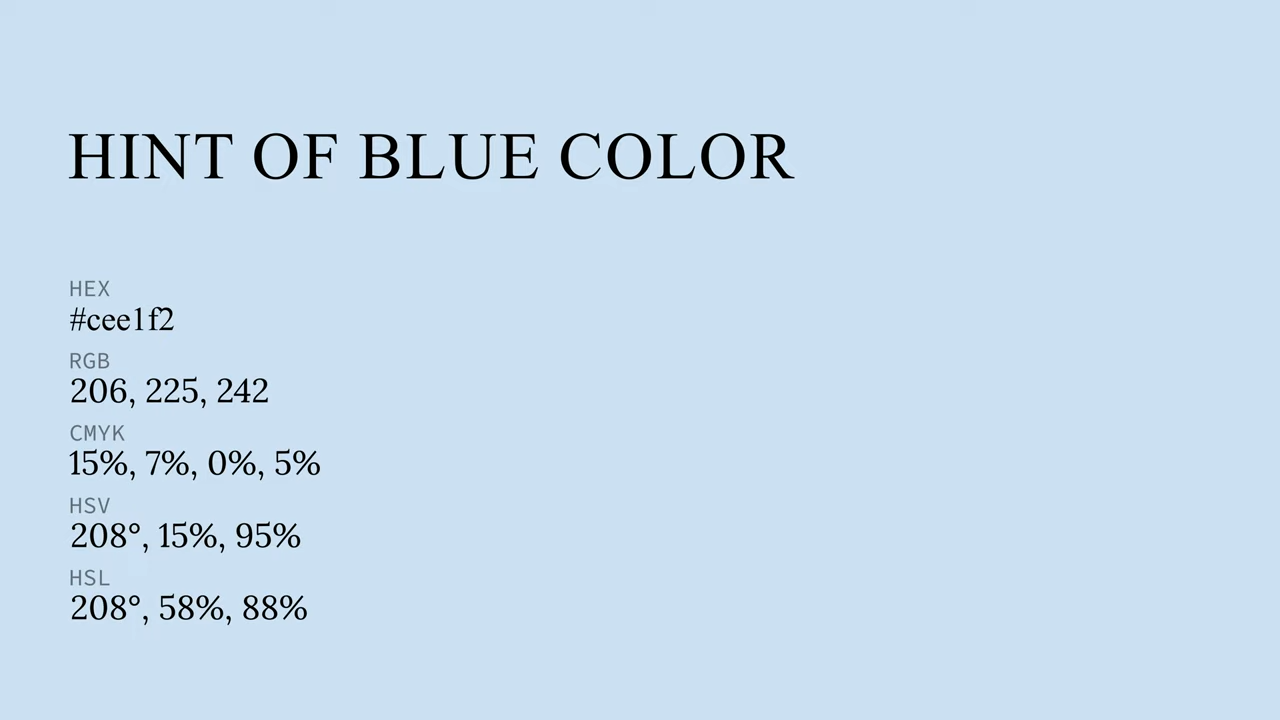 HINT OF BLUE COLOR
HEX
#cee1f2
RGB
206, 225, 242
CMYK
15%, 7%, 0%, 5%
HSV
208°, 15%, 95%
HSL
208°, 58%, 88%